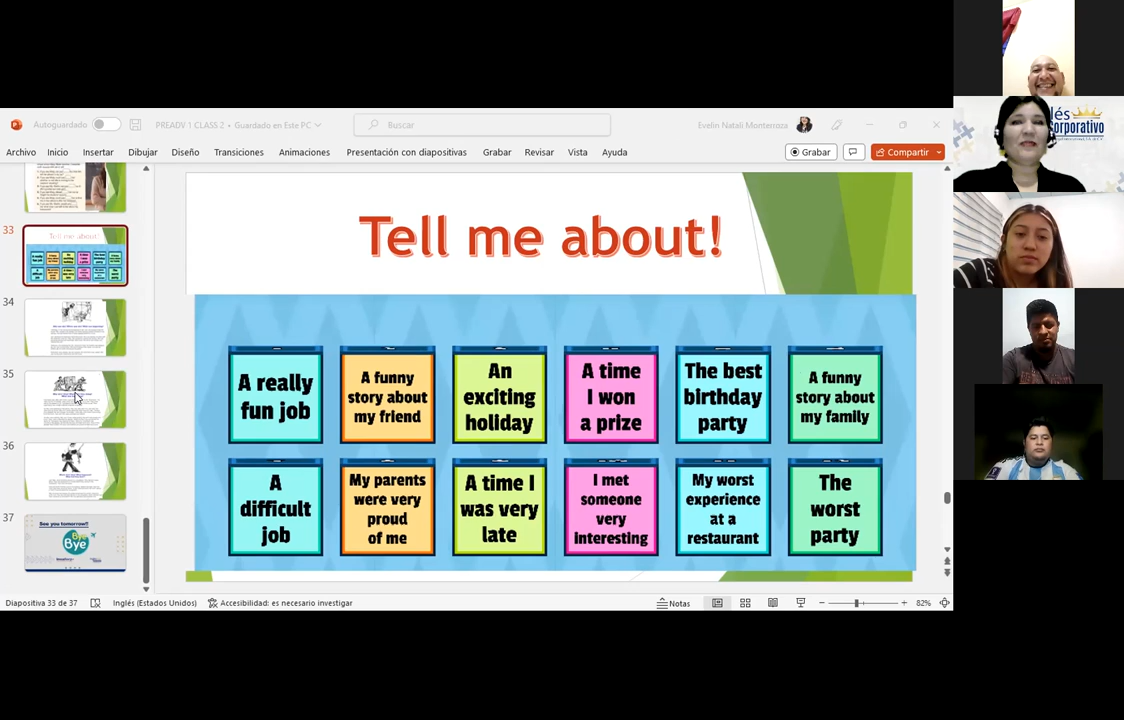 Autoguardado
PREADV 1 CLASS 2 • Guardado en Este PC
Buscar
Evelin Natali Monterroza
Archivo Inicio Insertar Dibujar Diseño Transiciones Animaciones Presentación con diapositivas Grabar Revisar Vista Ayuda
Grabar
Compartir
33
34
35
36
37
Tell me about!
See you tomorrow!!
Bye
Bye
Tell me about!
A really
fun job
A funny
story about
my friend
An
exciting
holiday
A time
I won
a prize
The best
birthday
party
A funny
story about
my family
A
difficult
job
My parents
were very
proud
of me
A time I
was very
late
I met
someone
very
interesting
My worst
experience
at a
restaurant
The
worst
party
Diapositiva 33 de 37
Inglés (Estados Unidos)
Accesibilidad: es necesario investigar
Notas
82%
lés
orporativo